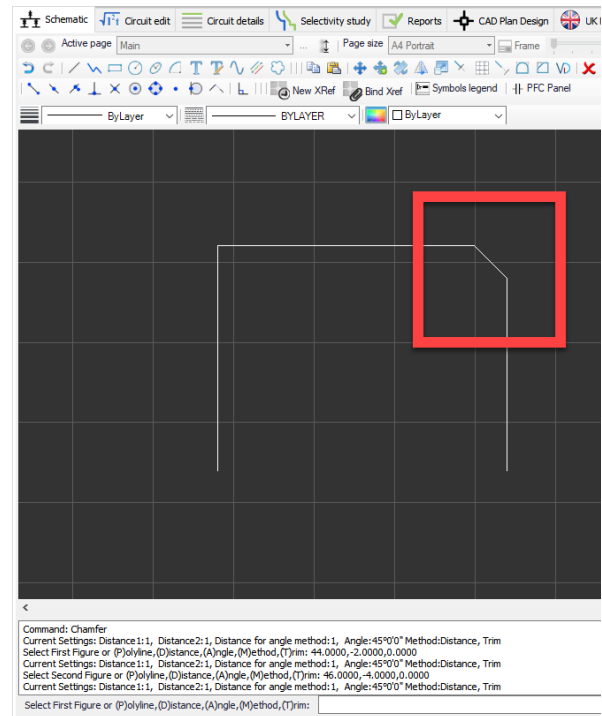 Schematic Circuit edit Circuit details Selectivity study Reports CAD Plan Design UK
Active page Main ... Page size A4 Portrait Frame
New XRef Bind Xref Symbols legend PFC Panel
ByLayer BYLAYER ByLayer
Command: Chamfer
Current Settings: Distance1:1, Distance2:1, Distance for angle method:1, Angle:45°0'0" Method:Distance, Trim
Select First Figure or (P)olyline,(D)istance,(A)ngle,(M)ethod,(T)rim: 44.0000,-2.0000,0.0000
Current Settings: Distance1:1, Distance2:1, Distance for angle method:1, Angle:45°0'0" Method:Distance, Trim
Select Second Figure or (P)olyline,(D)istance,(A)ngle,(M)ethod,(T)rim: 46.0000,-4.0000,0.0000
Current Settings: Distance1:1, Distance2:1, Distance for angle method:1, Angle:45°0'0" Method:Distance, Trim
Select First Figure or (P)olyline,(D)istance,(A)ngle,(M)ethod,(T)rim: